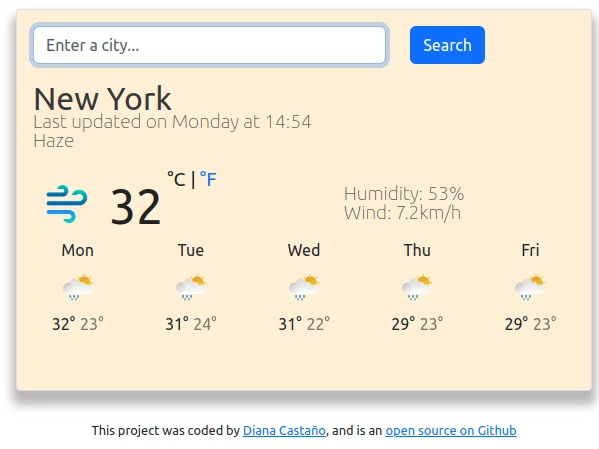 Enter a city...
Search
New York
Last updated on Monday at 14:54
Haze
32 °C | °F
Humidity: 53%
Wind: 7.2km/h
Mon Tue Wed Thu Fri
32° 23° 31° 24° 31° 22° 29° 23° 29° 23°
This project was coded by Diana Castaño, and is an open source on Github